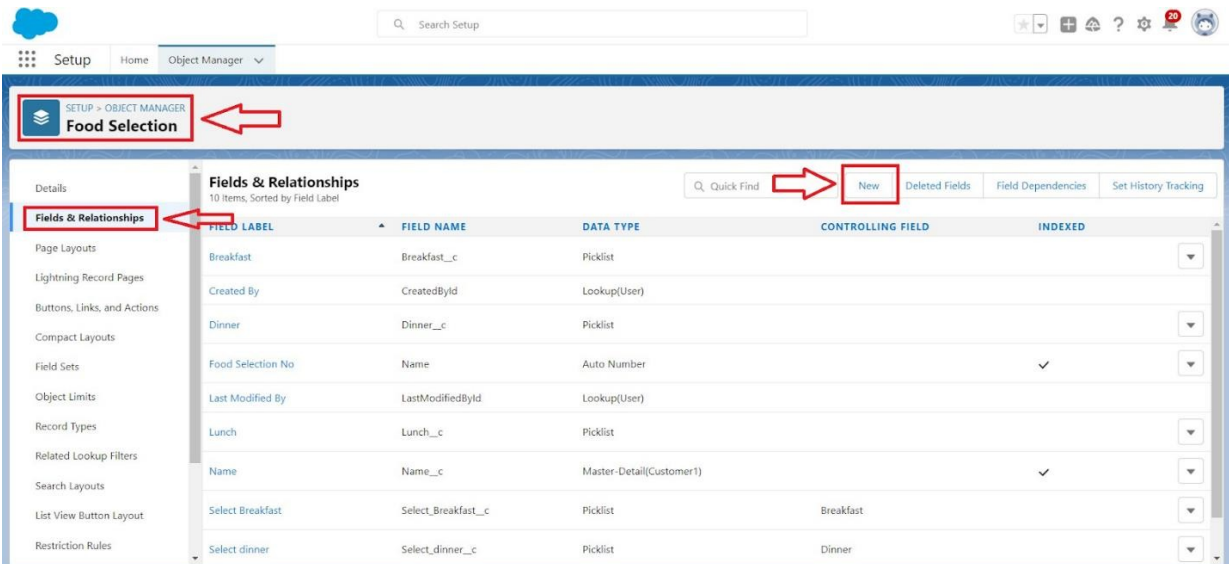 Search Setup
20
Setup Home Object Manager
SETUP > OBJECT MANAGER
Food Selection
Details
Fields & Relationships
Page Layouts
Lightning Record Pages
Buttons, Links, and Actions
Compact Layouts
Field Sets
Object Limits
Record Types
Related Lookup Filters
Search Layouts
List View Button Layout
Restriction Rules
Fields & Relationships
10 Items, Sorted by Field Label
Quick Find New Deleted Fields Field Dependencies Set History Tracking
FIELD LABEL FIELD NAME DATA TYPE CONTROLLING FIELD INDEXED
Breakfast Breakfast__c Picklist
Created By CreatedById Lookup(User)
Dinner Dinner__c Picklist
Food Selection No Name Auto Number
Last Modified By LastModifiedById Lookup(User)
Lunch Lunch__c Picklist
Name Name__c Master-Detail(Customer1)
Select Breakfast Select_Breakfast__c Picklist Breakfast
Select dinner Select_dinner__c Picklist Dinner